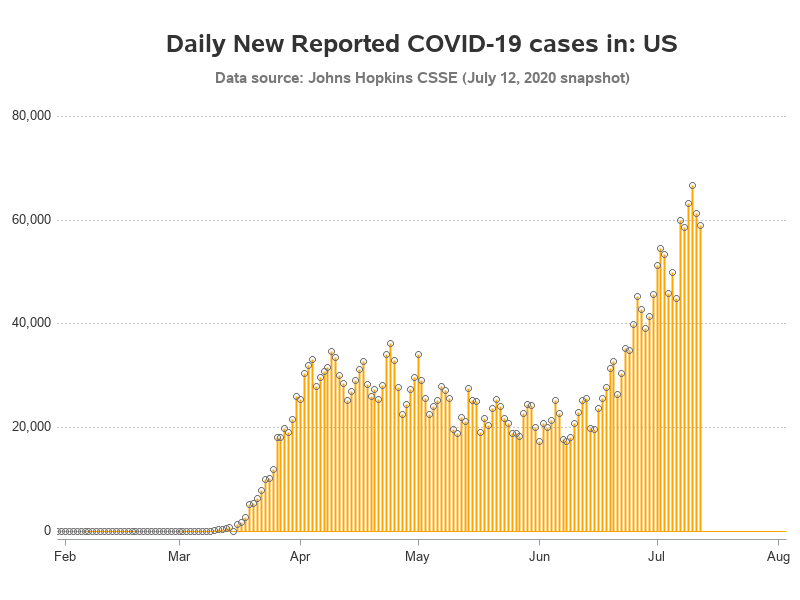 Daily New Reported COVID-19 cases in: US
Data source: Johns Hopkins CSSE (July 12, 2020 snapshot)
80,000
60,000
40,000
20,000
0
Feb Mar Apr May Jun Jul Aug